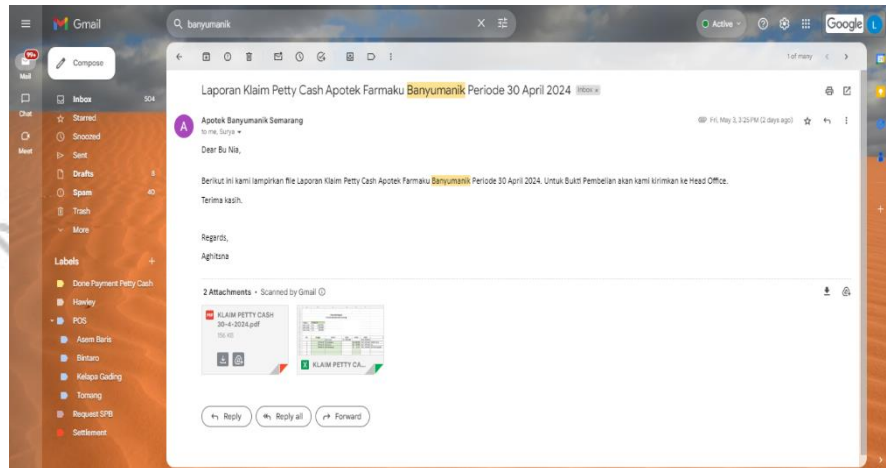 Gmail
banyumanik
Active
Google
L
99+
Mail
Chat
Meet
Compose
Inbox 504
Starred
Snoozed
Sent
Drafts 8
Spam 40
Trash
More
Labels
Done Payment Petty Cash
Hawley
POS
Asem Baris
Bintaro
Kelapa Gading
Tomang
Request SPB
Settlement
1 of many
Laporan Klaim Petty Cash Apotek Farmaku Banyumanik Periode 30 April 2024 Inbox x
A
Apotek Banyumanik Semarang
to me, Surya
Fri, May 3, 3:25 PM (2 days ago)
Dear Bu Nia,
Berikut ini kami lampirkan file Laporan Klaim Petty Cash Apotek Farmaku Banyumanik Periode 30 April 2024. Untuk Bukti Pembelian akan kami kirimkan ke Head Office.
Terima kasih.
Regards,
Aghitsna
2 Attachments • Scanned by Gmail
PDF KLAIM PETTY CASH
30-4-2024.pdf
X KLAIM PETTY CA...
Reply
Reply all
Forward